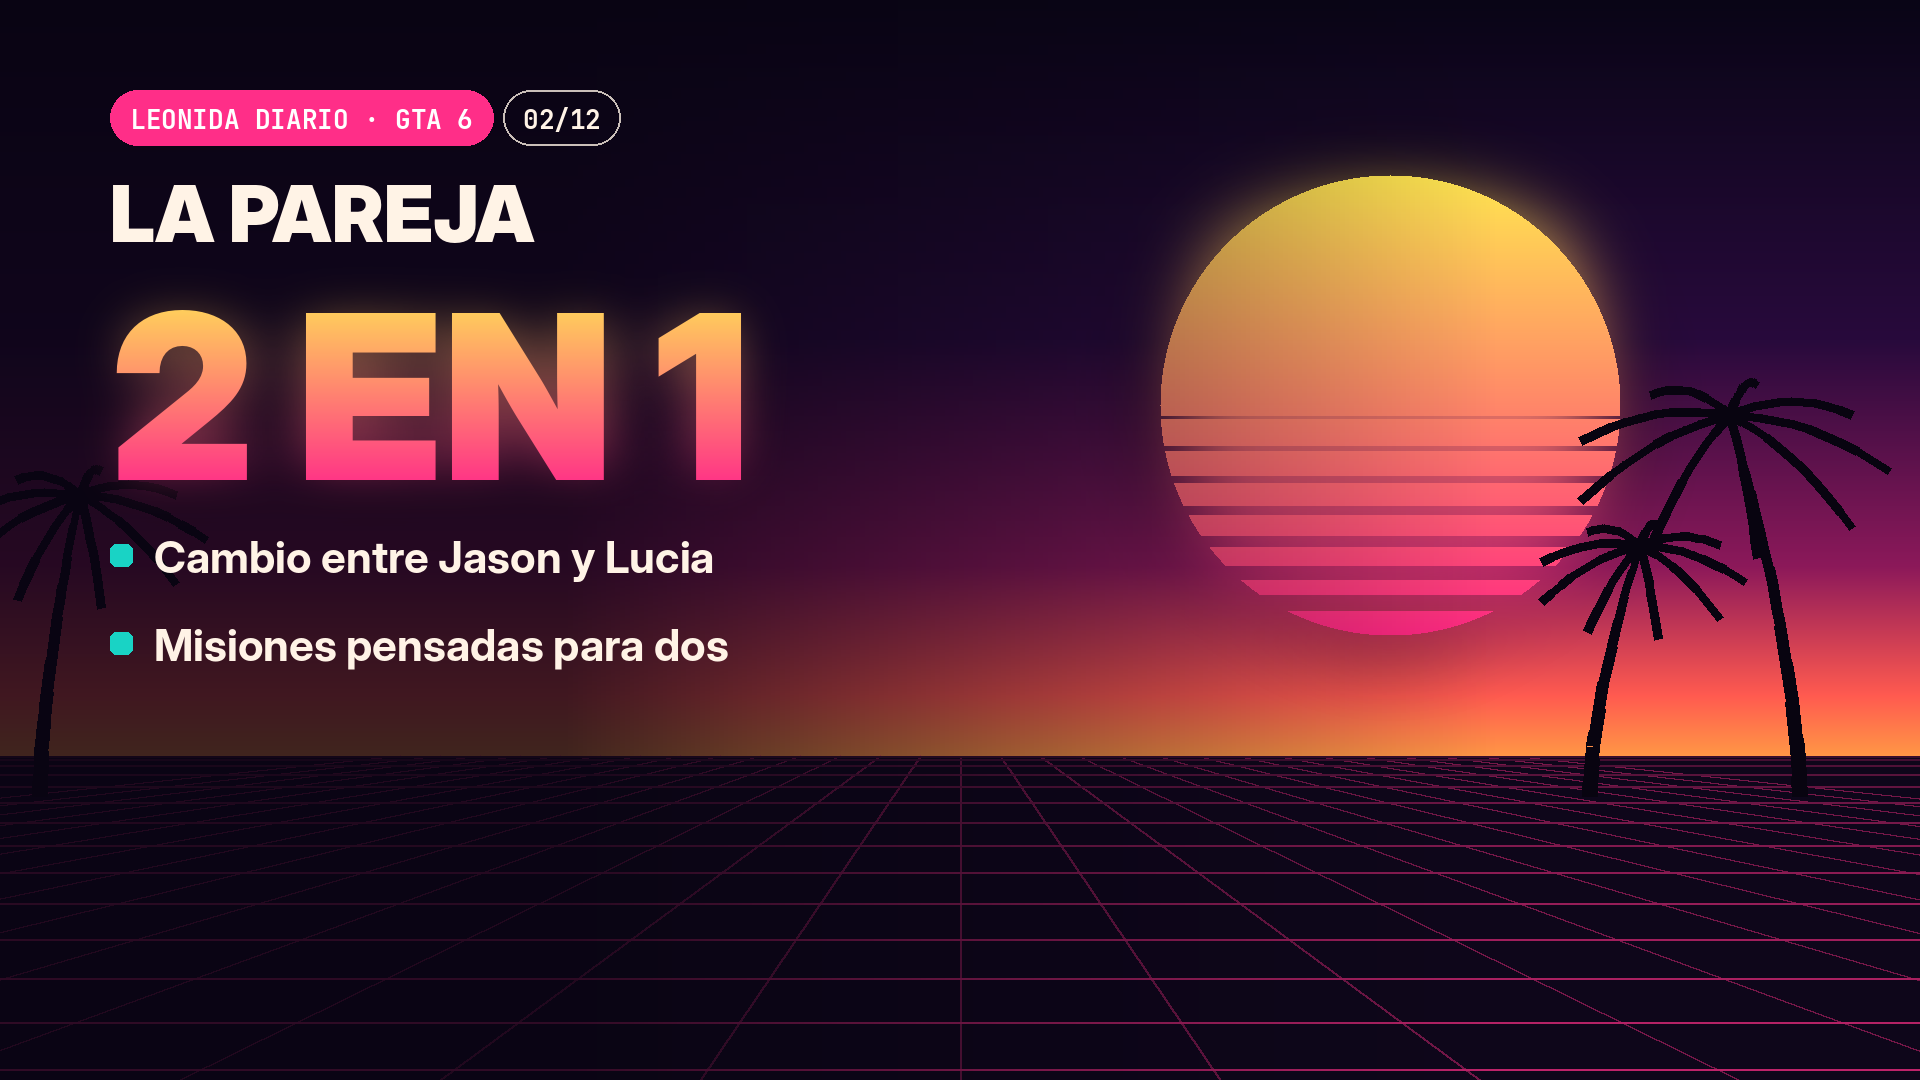 LEONIDA DIARIO · GTA 6 02/12
LA PAREJA
2 EN 1
Cambio entre Jason y Lucia
Misiones pensadas para dos